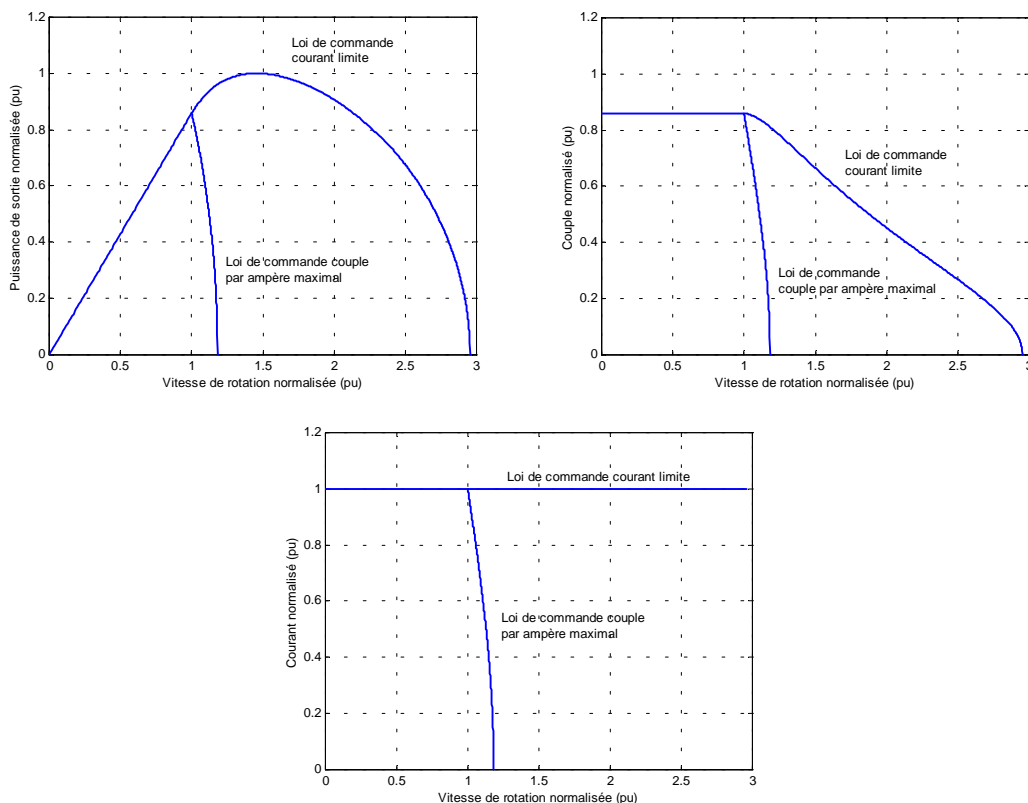 Loi de commande
courant limite
Loi de commande couple
par ampère maximal
Puissance de sortie normalisée (pu)
1.2
1
0.8
0.6
0.4
0.2
0
0 0.5 1 1.5 2 2.5 3
Vitesse de rotation normalisée (pu)
Loi de commande
courant limite
Loi de commande
couple par ampère maximal
Couple normalisé (pu)
1.2
1
0.8
0.6
0.4
0.2
0
0 0.5 1 1.5 2 2.5 3
Vitesse de rotation normalisée (pu)
Loi de commande courant limite
Loi de commande couple
par ampère maximal
Courant normalisé (pu)
1.2
1
0.8
0.6
0.4
0.2
0
0 0.5 1 1.5 2 2.5 3
Vitesse de rotation normalisée (pu)